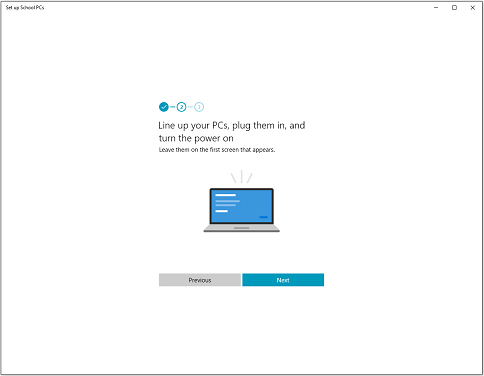 Set up School PCs
2
3
Line up your PCs, plug them in, and
turn the power on
Leave them on the first screen that appears.
Previous
Next